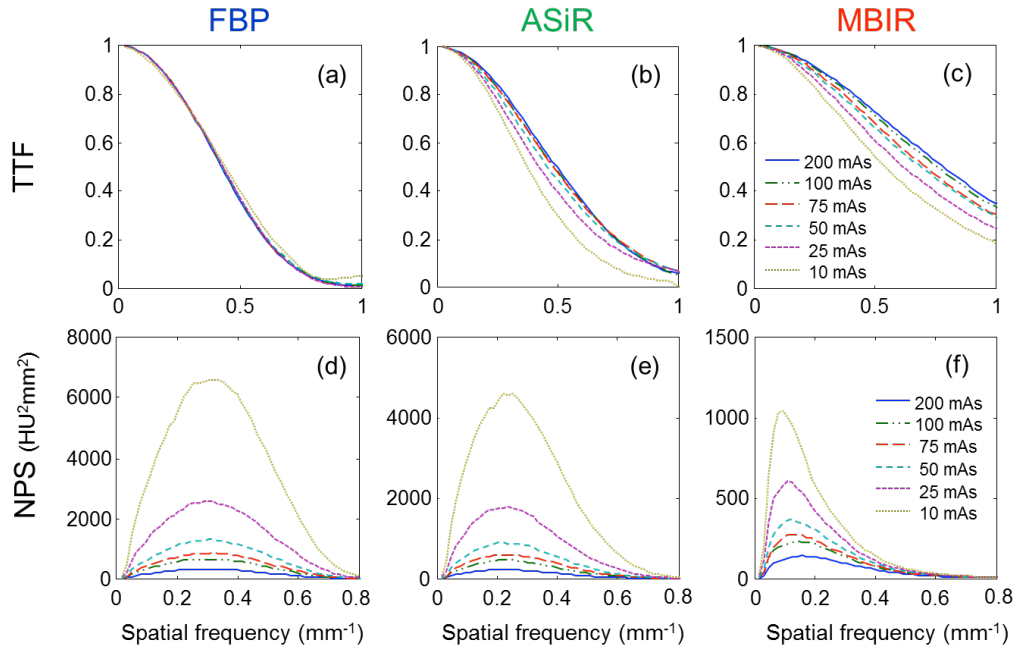 FBP
ASiR
MBIR
TTF
1
0.8
0.6
0.4
0.2
0
0
0.5
1
(a)
1
0.8
0.6
0.4
0.2
0
0
0.5
1
(b)
1
0.8
0.6
0.4
0.2
0
0
0.5
1
(c)
200 mAs
100 mAs
75 mAs
50 mAs
25 mAs
10 mAs
NPS (HU²mm²)
8000
6000
4000
2000
0
0
0.2
0.4
0.6
0.8
(d)
Spatial frequency (mm⁻¹)
6000
4000
2000
0
0
0.2
0.4
0.6
0.8
(e)
Spatial frequency (mm⁻¹)
1500
1000
500
0
0
0.2
0.4
0.6
0.8
(f)
200 mAs
100 mAs
75 mAs
50 mAs
25 mAs
10 mAs
Spatial frequency (mm⁻¹)